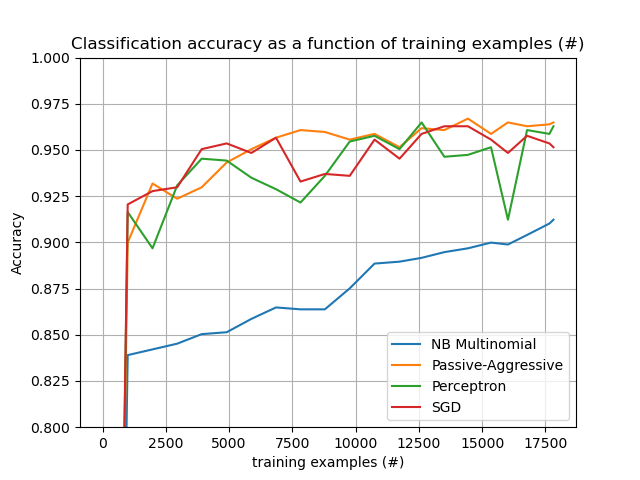 Classification accuracy as a function of training examples (#)
1.000
0.975
0.950
0.925
0.900
0.875
0.850
0.825
0.800
Accuracy
NB Multinomial
Passive-Aggressive
Perceptron
SGD
0 2500 5000 7500 10000 12500 15000 17500
training examples (#)